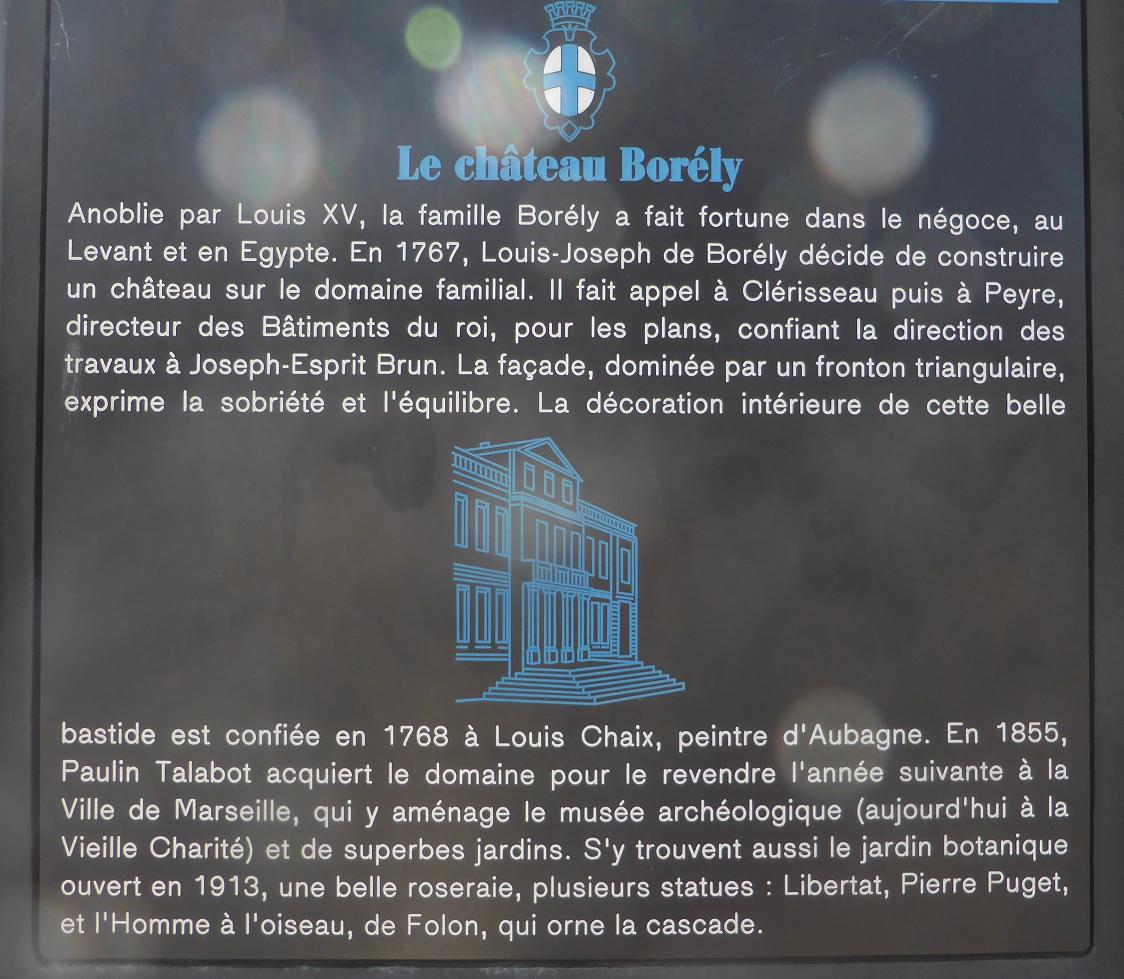 Le château Borély
Anoblie par Louis XV, la famille Borély a fait fortune dans le négoce, au
Levant et en Egypte. En 1767, Louis-Joseph de Borély décide de construire
un château sur le domaine familial. Il fait appel à Clérisseau puis à Peyre,
directeur des Bâtiments du roi, pour les plans, confiant la direction des
travaux à Joseph-Esprit Brun. La façade, dominée par un fronton triangulaire,
exprime la sobriété et l'équilibre. La décoration intérieure de cette belle
bastide est confiée en 1768 à Louis Chaix, peintre d'Aubagne. En 1855,
Paulin Talabot acquiert le domaine pour le revendre l'année suivante à la
Ville de Marseille, qui y aménage le musée archéologique (aujourd'hui à la
Vieille Charité) et de superbes jardins. S'y trouvent aussi le jardin botanique
ouvert en 1913, une belle roseraie, plusieurs statues : Libertat, Pierre Puget,
et l'Homme à l'oiseau, de Folon, qui orne la cascade.